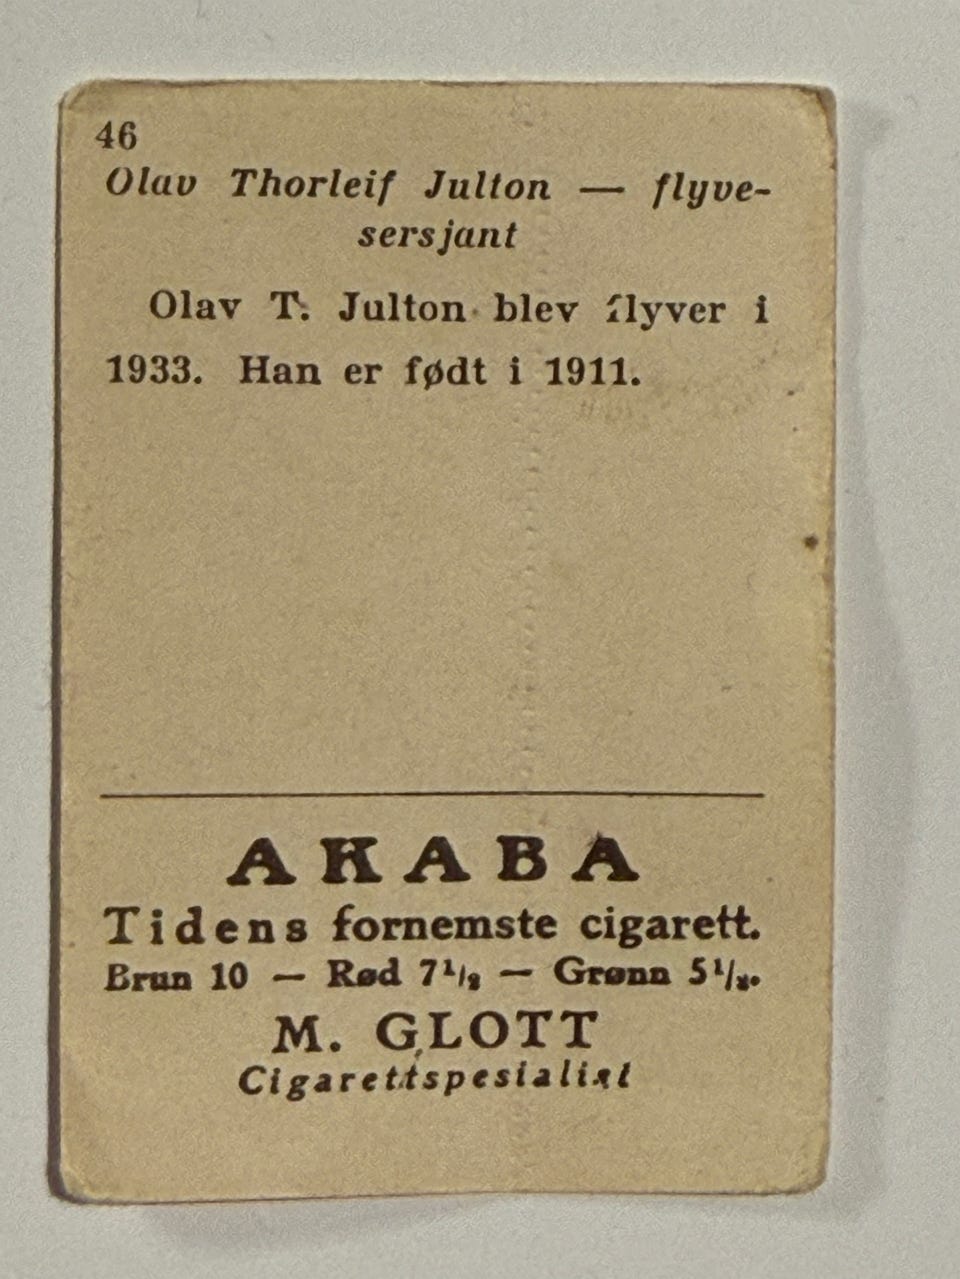 46
Olav Thorleif Julton — flyve-
sersjant
Olav T. Julton blev flyver i
1933. Han er født i 1911.
AKABA
Tidens fornemste cigarett.
Brun 10 — Rød 7½ — Grønn 5½.
M. GLOTT
Cigarettspesialist